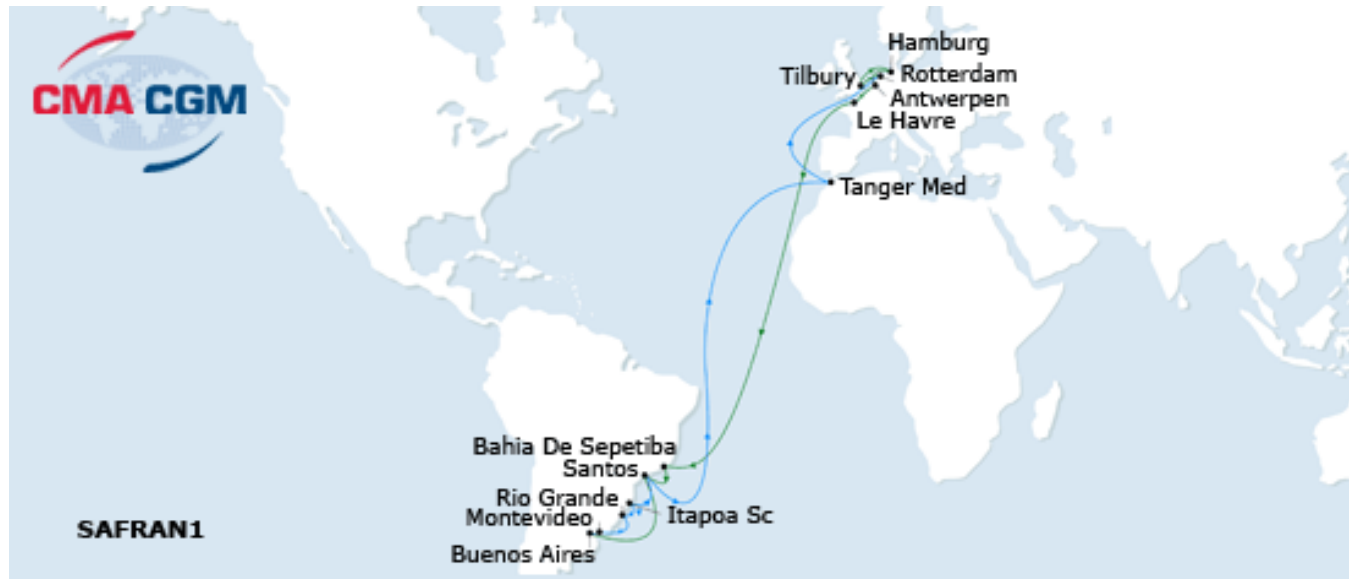 CMA CGM
Hamburg
Tilbury
Rotterdam
Antwerpen
Le Havre
Tanger Med
Bahia De Sepetiba
Santos
Rio Grande
Itapoa Sc
Montevideo
Buenos Aires
SAFRAN1